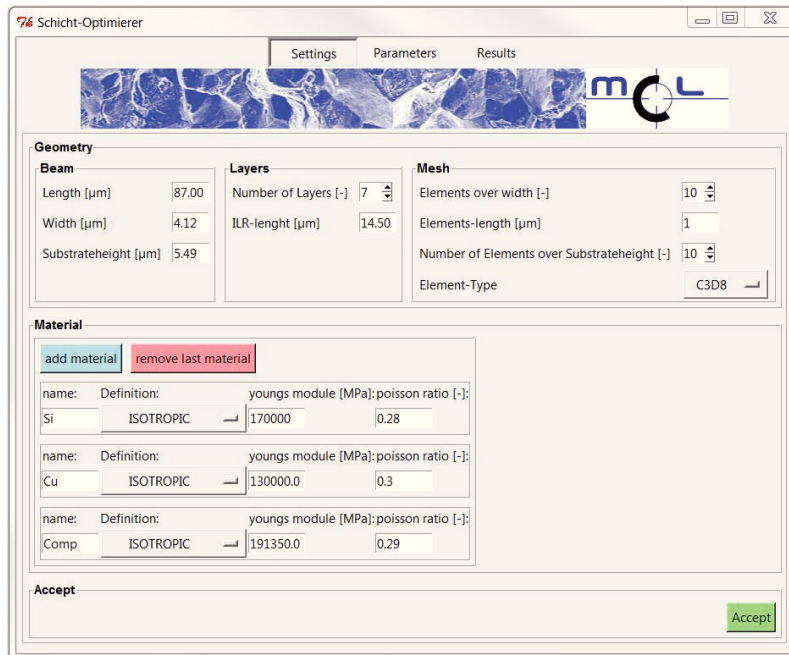 Schicht-Optimierer
Settings Parameters Results
MCL
Geometry
Beam
Length [µm] 87.00
Width [µm] 4.12
Substrateheight [µm] 5.49
Layers
Number of Layers [-] 7
ILR-lenght [µm] 14.50
Mesh
Elements over width [-] 10
Elements-length [µm] 1
Number of Elements over Substrateheight [-] 10
Element-Type C3D8
Material
add material remove last material
name: Definition: youngs module [MPa]: poisson ratio [-]:
Si ISOTROPIC 170000 0.28
name: Definition: youngs module [MPa]: poisson ratio [-]:
Cu ISOTROPIC 130000.0 0.3
name: Definition: youngs module [MPa]: poisson ratio [-]:
Comp ISOTROPIC 191350.0 0.29
Accept
Accept